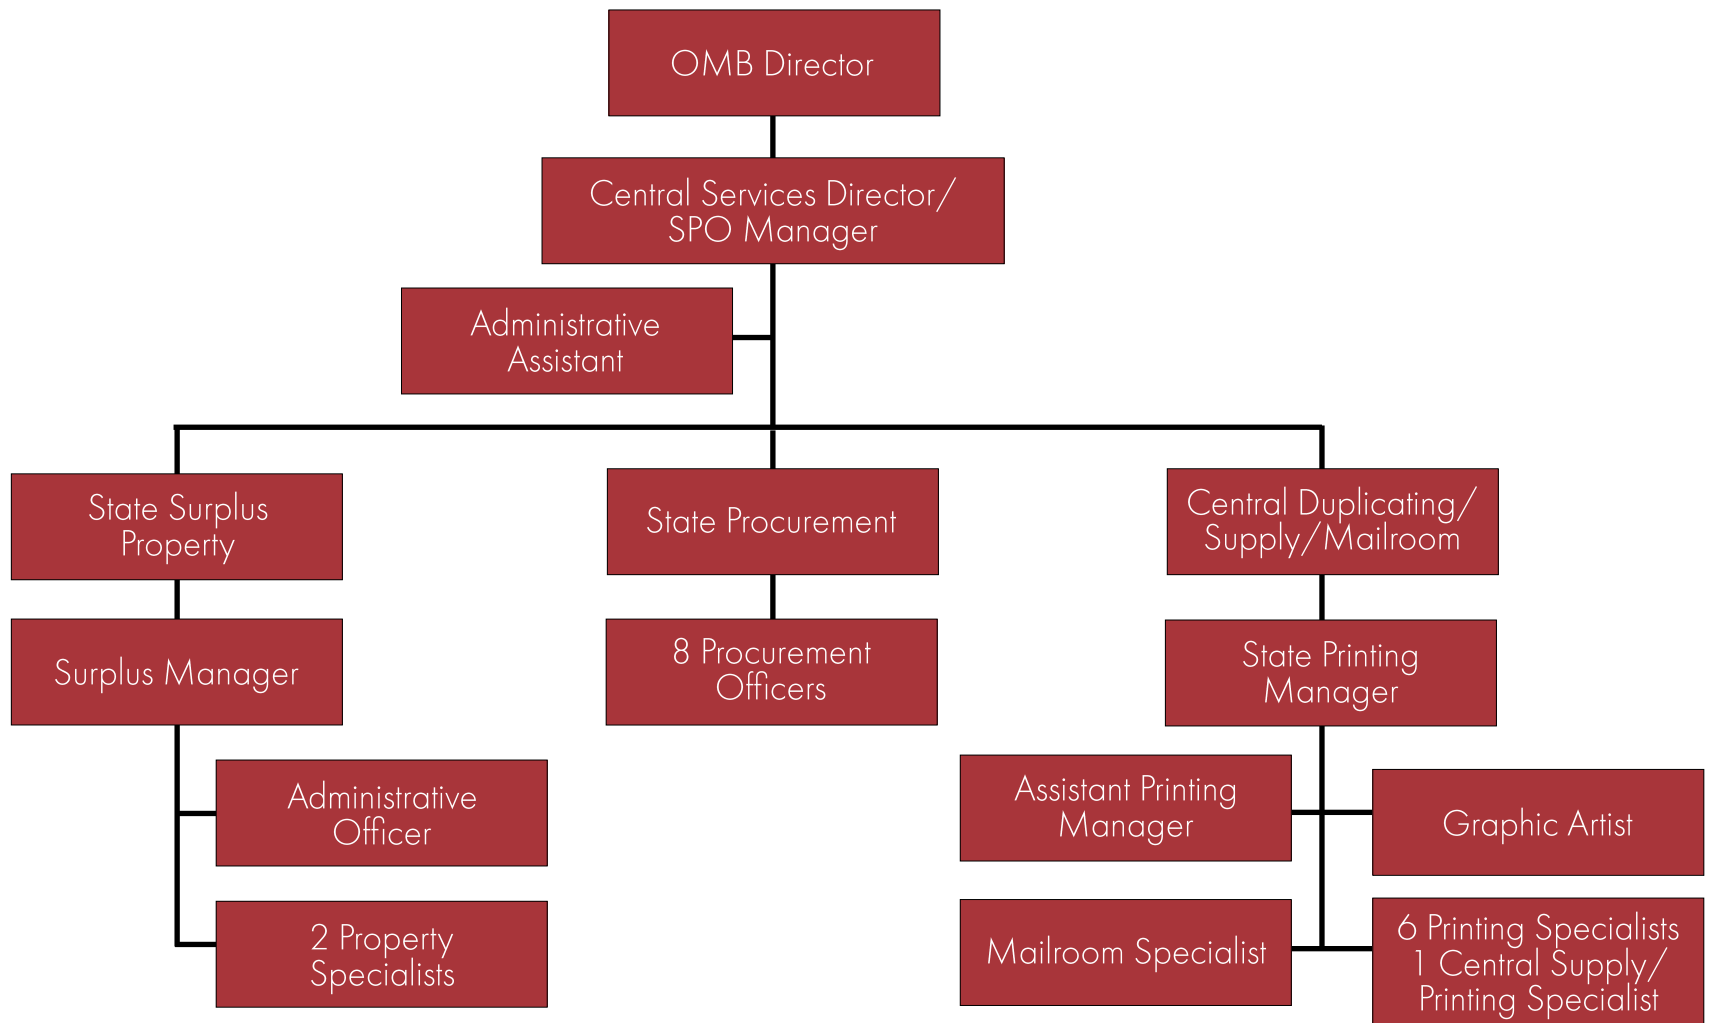 OMB Director
Central Services Director/
SPO Manager
Administrative
Assistant
State Surplus
Property
State Procurement
Central Duplicating/
Supply/Mailroom
Surplus Manager
8 Procurement
Officers
State Printing
Manager
Administrative
Officer
2 Property
Specialists
Assistant Printing
Manager
Graphic Artist
Mailroom Specialist
6 Printing Specialists
1 Central Supply/
Printing Specialist